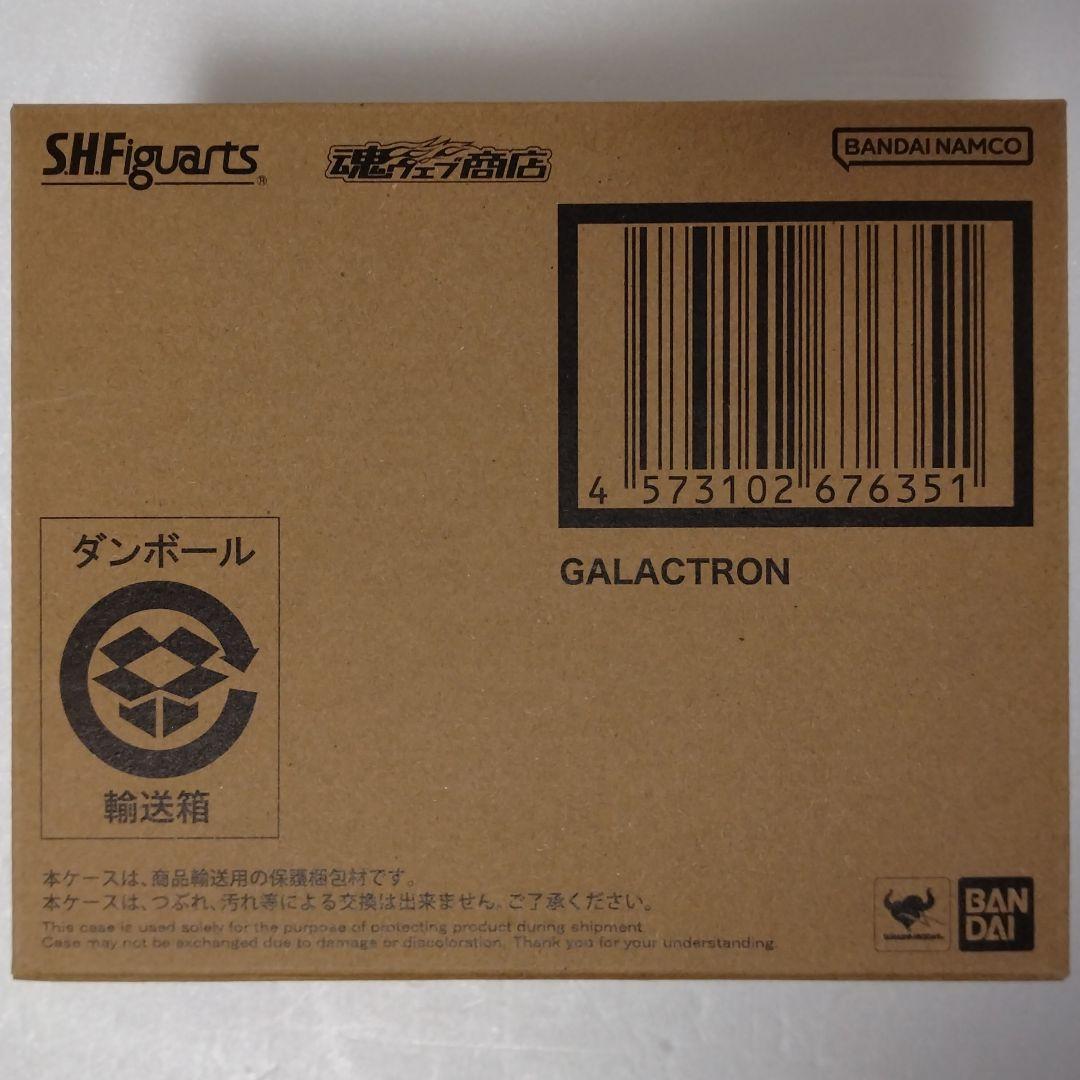 S.H.Figuarts®
魂ウェブ商店
BANDAI NAMCO
4 573102 676351
GALACTRON
ダンボール
輸送箱
本ケースは、商品輸送用の保護梱包材です。
本ケースは、つぶれ、汚れ等による交換は出来ません。ご了承ください。
This case is used solely for the purpose of protecting product during shipment.
Case may not be exchanged due to damage or discoloration. Thank you for your understanding.
BAN
DAI